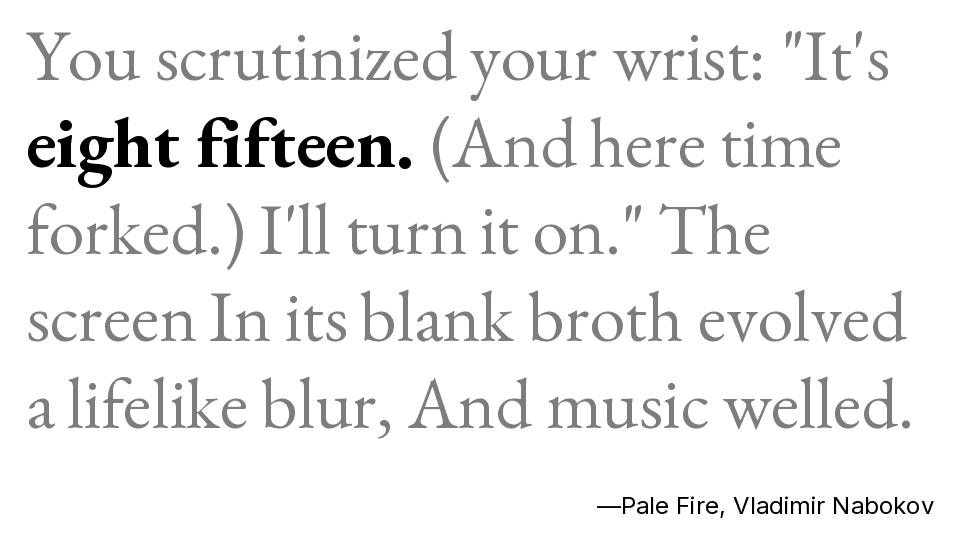 You scrutinized your wrist: "It's
eight fifteen. (And here time
forked.) I'll turn it on." The
screen In its blank broth evolved
a lifelike blur, And music welled.
—Pale Fire, Vladimir Nabokov